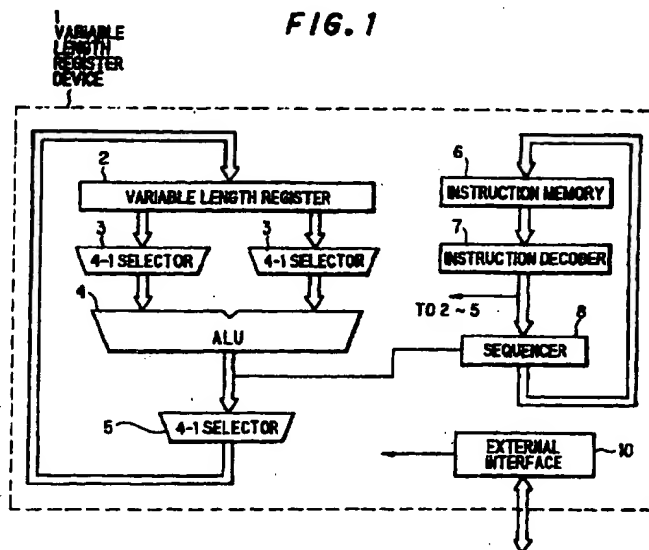 FIG. 1
1
VARIABLE
LENGTH
REGISTER
DEVICE
2
VARIABLE LENGTH REGISTER
3
4-1 SELECTOR
3
4-1 SELECTOR
4
ALU
5
4-1 SELECTOR
6
INSTRUCTION MEMORY
7
INSTRUCTION DECOBER
TO 2 ~ 5
8
SEQUENCER
EXTERNAL
INTERFACE
10